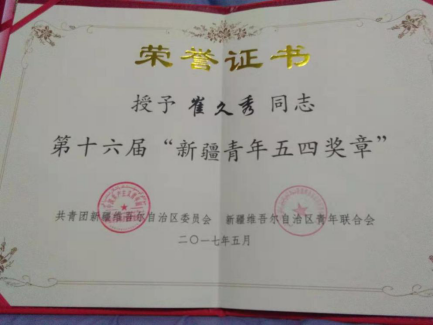 荣誉证书
授予 崔久秀 同志
第十六届“新疆青年五四奖章”
共青团新疆维吾尔自治区委员会 新疆维吾尔自治区青年联合会
二〇一七年五月